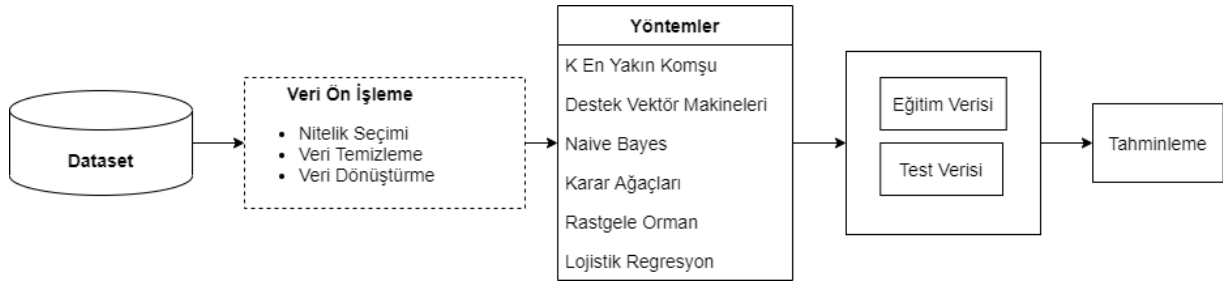 Dataset
Veri Ön İşleme
• Nitelik Seçimi
• Veri Temizleme
• Veri Dönüştürme
Yöntemler
K En Yakın Komşu
Destek Vektör Makineleri
Naive Bayes
Karar Ağaçları
Rastgele Orman
Lojistik Regresyon
Eğitim Verisi
Test Verisi
Tahminleme